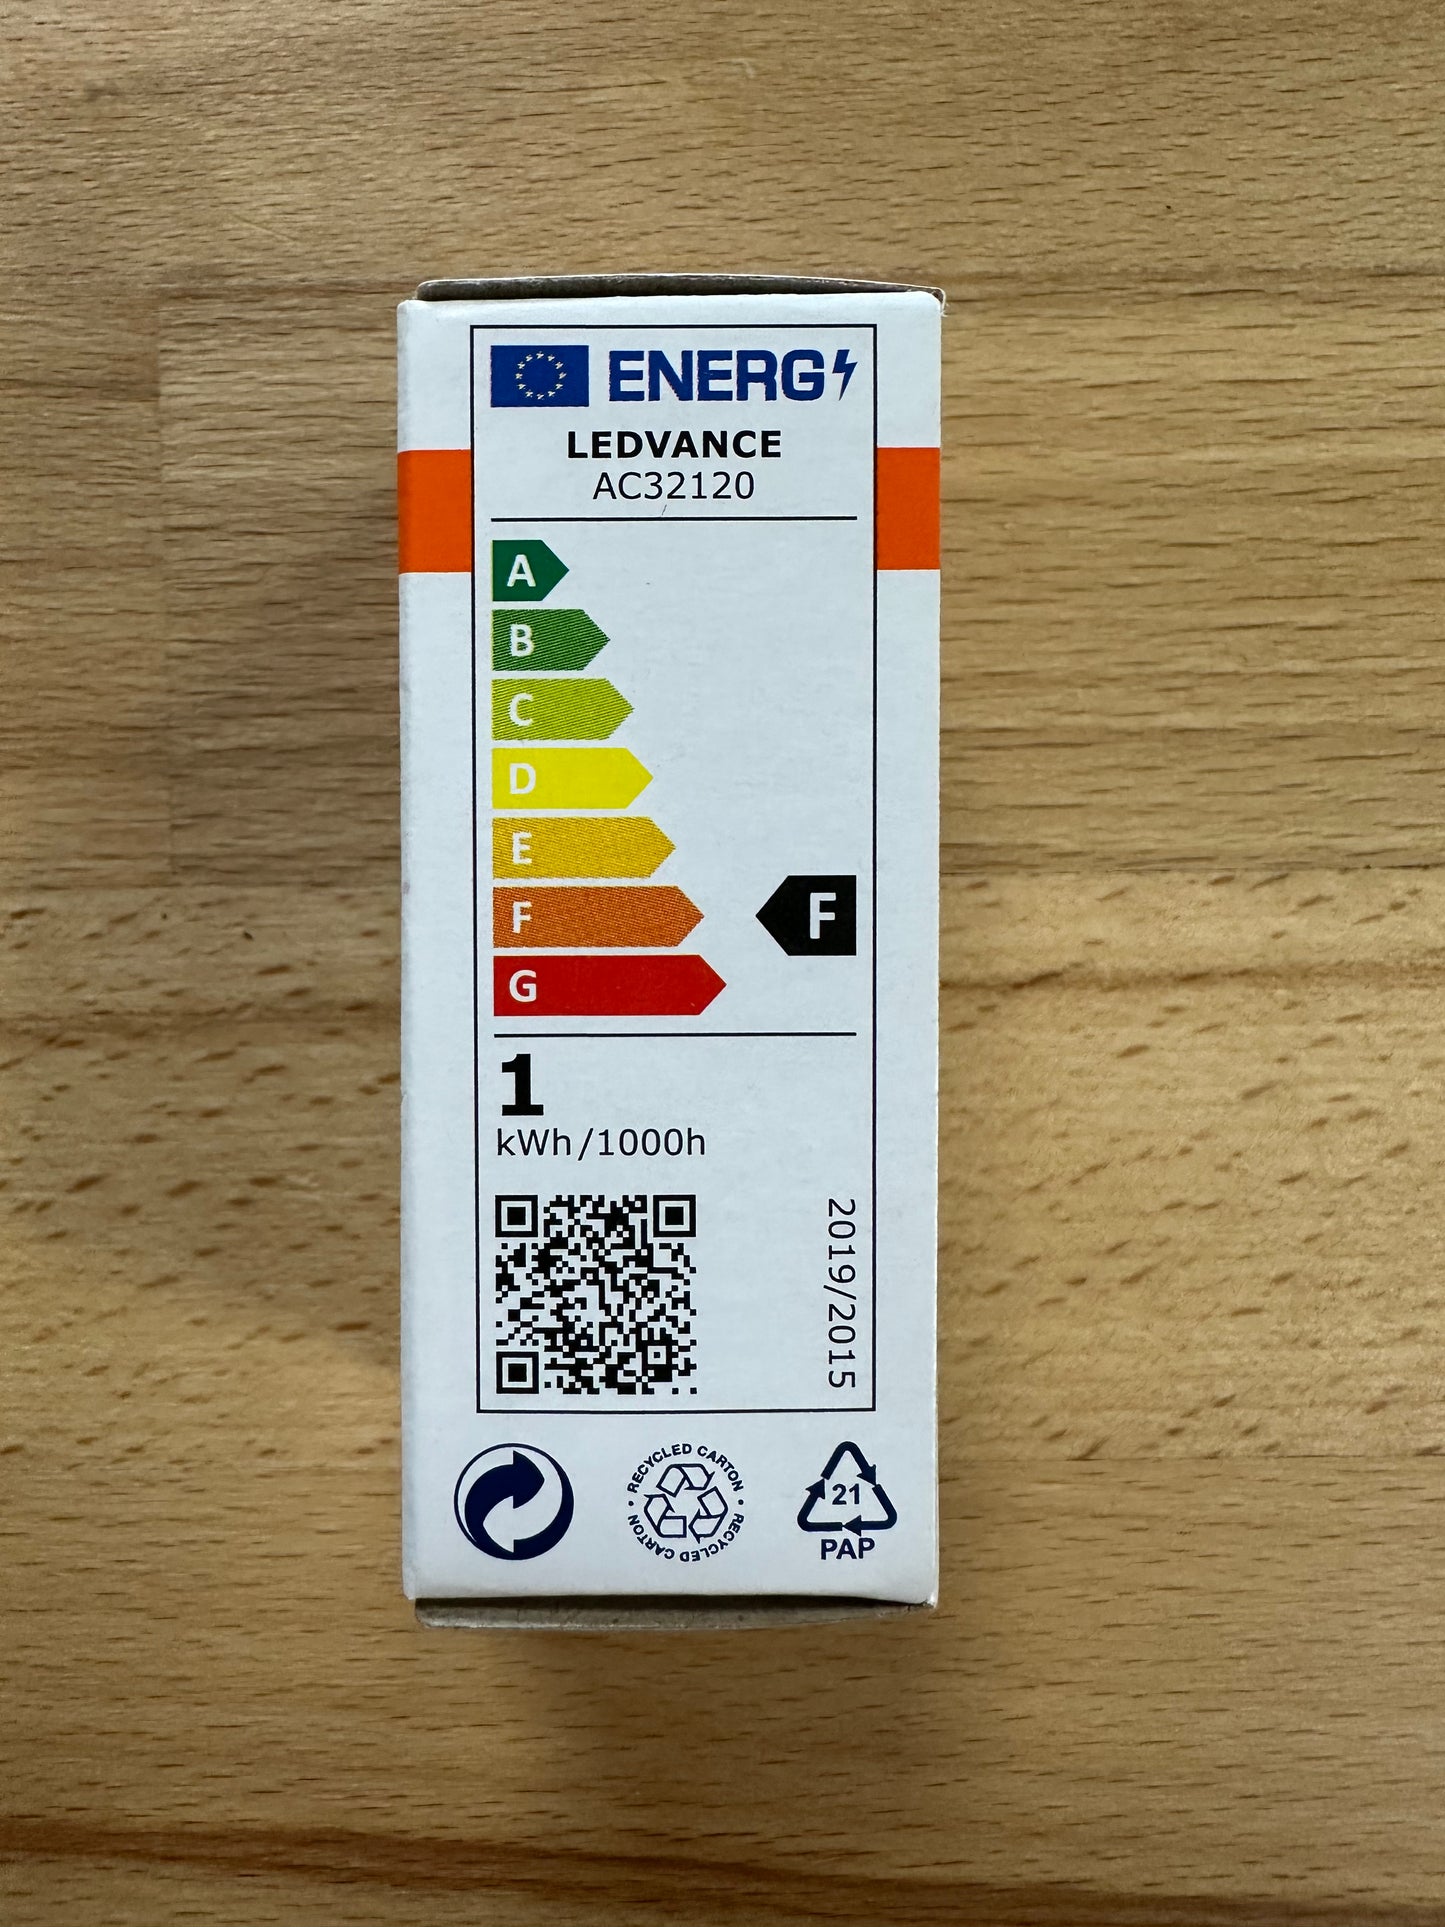 ENERG
LEDVANCE
AC32120
A
B
C
D
E
F
F
G
1
kWh/1000h
2019/2015
RECYCLED CARTON • RECYCLED CARTON •
21
PAP